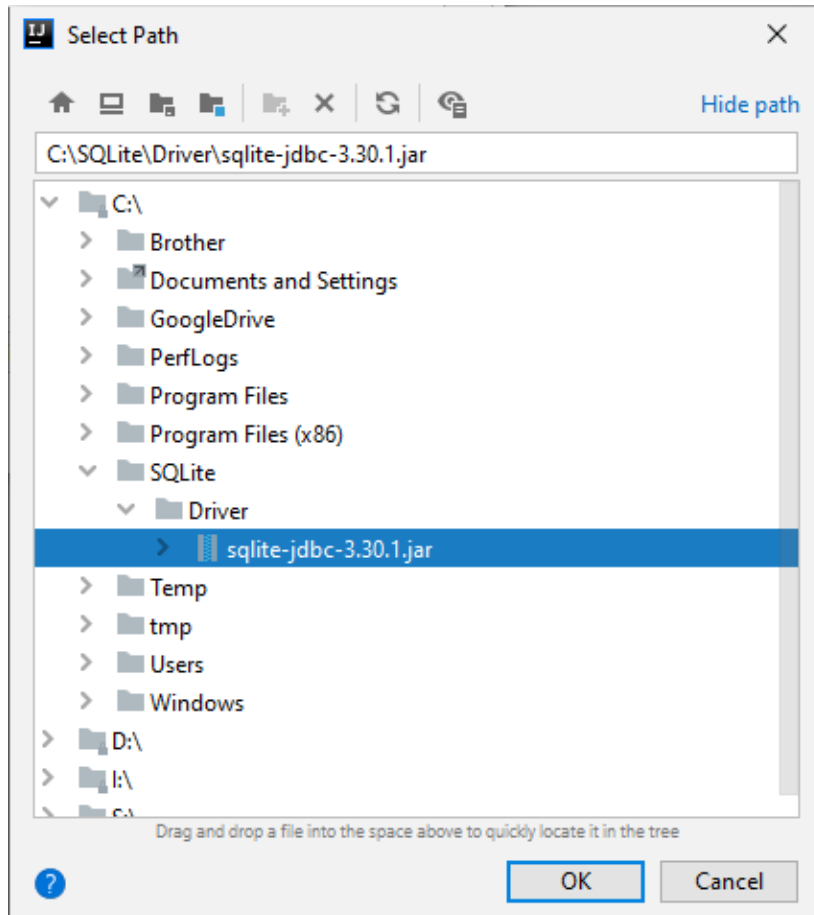 IJ
Select Path
Hide path
C:\SQLite\Driver\sqlite-jdbc-3.30.1.jar
C:\
Brother
Documents and Settings
GoogleDrive
PerfLogs
Program Files
Program Files (x86)
SQLite
Driver
sqlite-jdbc-3.30.1.jar
Temp
tmp
Users
Windows
D:\
I:\
Drag and drop a file into the space above to quickly locate it in the tree
?
OK
Cancel